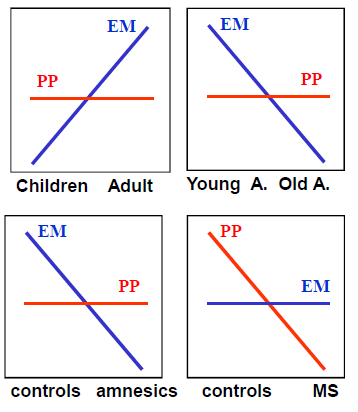 EM
PP
Children Adult
EM
PP
Young A. Old A.
EM
PP
controls amnesics
PP
EM
controls MS